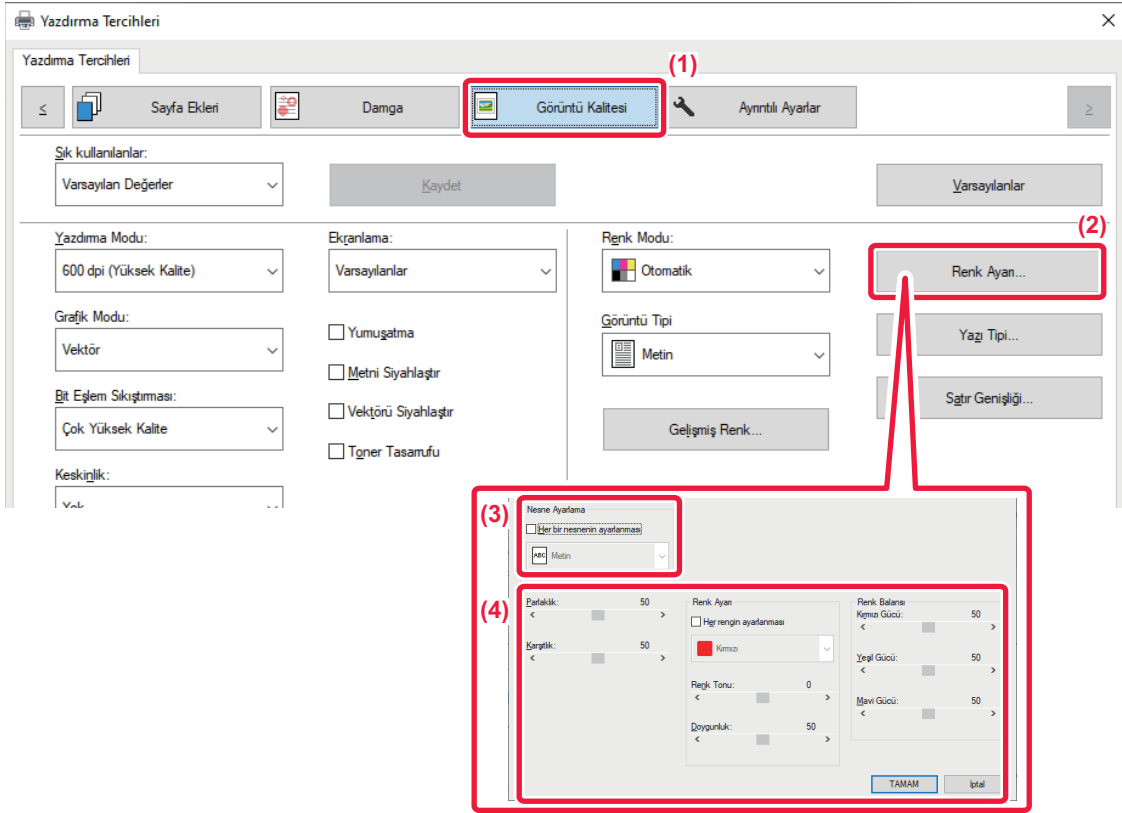 Yazdırma Tercihleri
Yazdırma Tercihleri
(1)
<
Sayfa Ekleri
Damga
Görüntü Kalitesi
Ayrıntılı Ayarlar
>
Sık kullanılanlar:
Varsayılan Değerler
Kaydet
Varsayılanlar
(2)
Yazdırma Modu:
Ekranlama:
Renk Modu:
600 dpi (Yüksek Kalite)
Varsayılanlar
Otomatik
Renk Ayarı...
Grafik Modu:
Görüntü Tipi
Vektör
Yumuşatma
Metin
Yazı Tipi...
Metni Siyahlaştır
Bit Eşlem Sıkıştırması:
Çok Yüksek Kalite
Vektörü Siyahlaştır
Gelişmiş Renk...
Satır Genişliği...
Toner Tasarrufu
Keskinlik:
Yok
(3)
Nesne Ayarlama
Her bir nesnenin ayarlanması
ABC Metin
(4)
Parlaklık: 50
Karşıtlık: 50
Renk Ayarı
Her rengin ayarlanması
Kırmızı
Renk Tonu: 0
Doygunluk: 50
Renk Balansı
Kırmızı Gücü: 50
Yeşil Gücü: 50
Mavi Gücü: 50
TAMAM
İptal